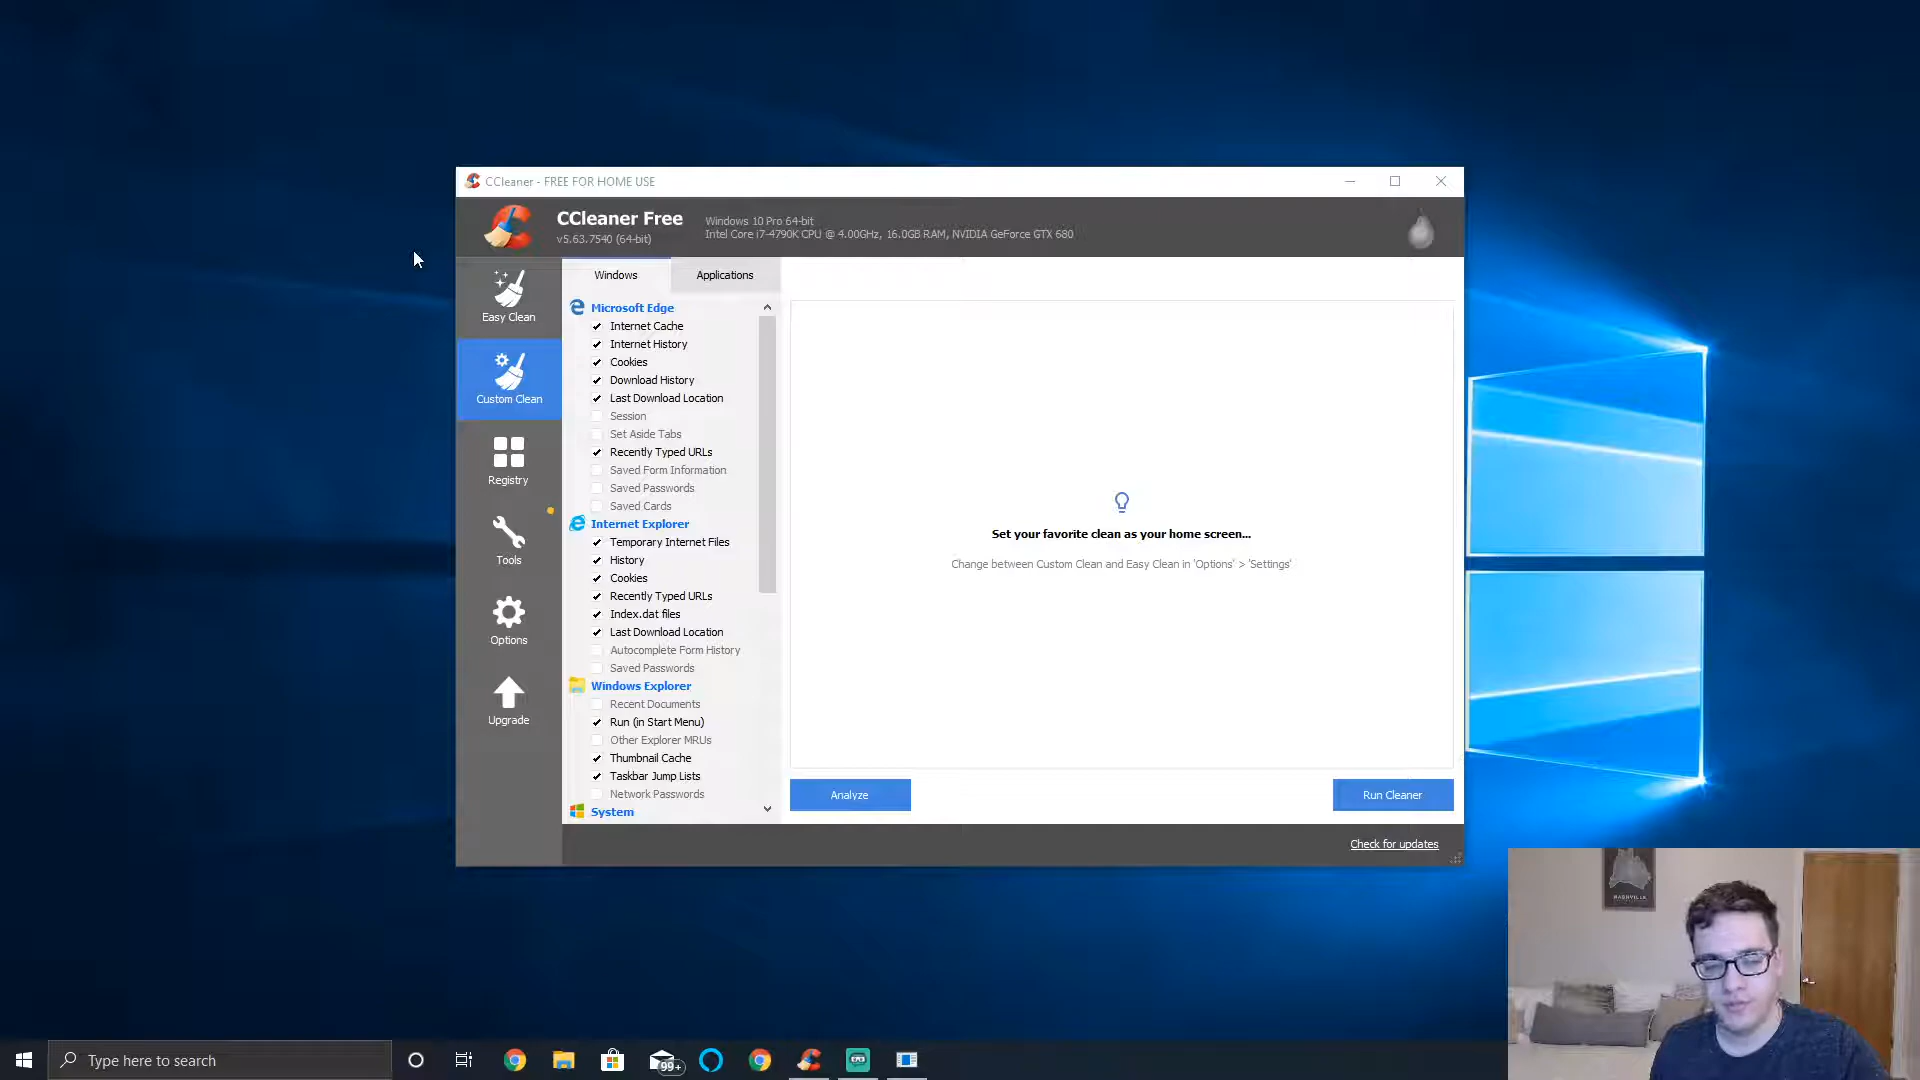 CCleaner - FREE FOR HOME USE
CCleaner Free
v5.63.7540 (64-bit)
Windows 10 Pro 64-bit
Intel Core i7-4790K CPU @ 4.00GHz, 16.0GB RAM, NVIDIA GeForce GTX 680
Easy Clean
Custom Clean
Registry
Tools
Options
Upgrade
Windows
Applications
Microsoft Edge
Internet Cache
Internet History
Cookies
Download History
Last Download Location
Session
Set Aside Tabs
Recently Typed URLs
Saved Form Information
Saved Passwords
Saved Cards
Internet Explorer
Temporary Internet Files
History
Cookies
Recently Typed URLs
Index.dat files
Last Download Location
Autocomplete Form History
Saved Passwords
Windows Explorer
Recent Documents
Run (in Start Menu)
Other Explorer MRUs
Thumbnail Cache
Taskbar Jump Lists
Network Passwords
System
Set your favorite clean as your home screen...
Change between Custom Clean and Easy Clean in 'Options' > 'Settings'
Analyze
Run Cleaner
Check for updates
NASHVILLE
Type here to search
99+